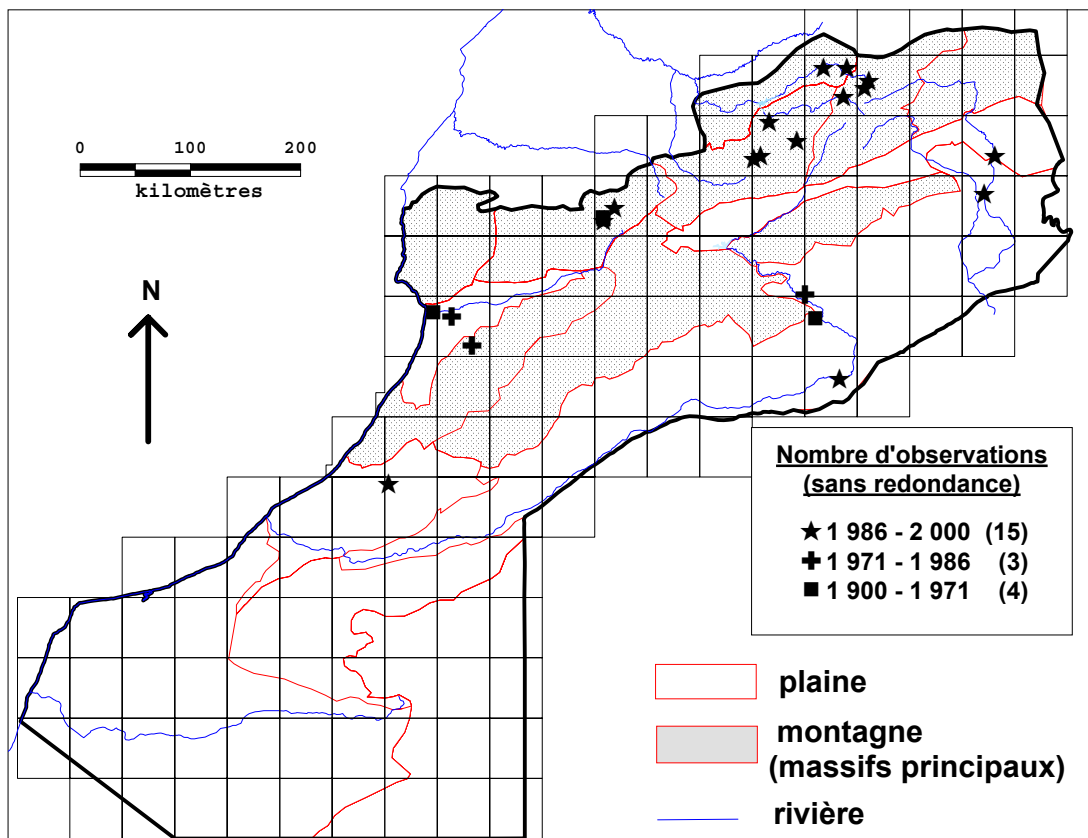 0 100 200
kilomètres
N
Nombre d'observations
(sans redondance)
1 986 - 2 000 (15)
1 971 - 1 986 (3)
1 900 - 1 971 (4)
plaine
montagne
(massifs principaux)
rivière